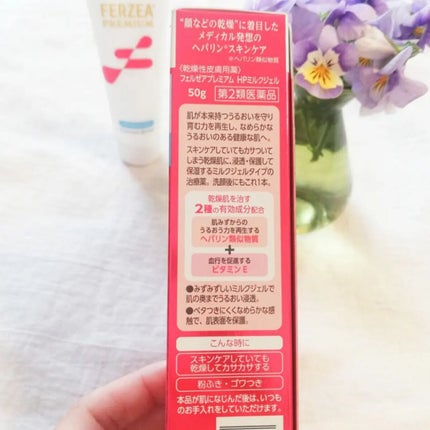 FERZEA
PREMIUM
“顔などの乾燥”に着目した
メディカル発想の
ヘパリン※スキンケア
※ヘパリン類似物質
〈乾燥性皮膚用薬〉
フェルゼアプレミアム HPミルクジェル
50g 第2類医薬品
肌が本来持つうるおいを守り
育む力を再生し、なめらかな
うるおいのある健康な肌へ。
スキンケアしていてもカサついて
しまう乾燥肌に、浸透・保護して
保湿するミルクジェルタイプの
治療薬。洗顔後にもこれ1本。
乾燥肌を治す
2種の有効成分配合
肌みずからの
うるおう力を再生する
ヘパリン類似物質
+
血行を促進する
ビタミンE
●みずみずしいミルクジェルで
肌の奥までうるおい浸透。
●ベタつきにくくなめらかな感
触で、肌表面を保護。
こんな時に
スキンケアしていても
乾燥してカサカサする
粉ふき・ゴワつき
本品が肌になじんだ後は、いつも
のお手入れをしていただけます。